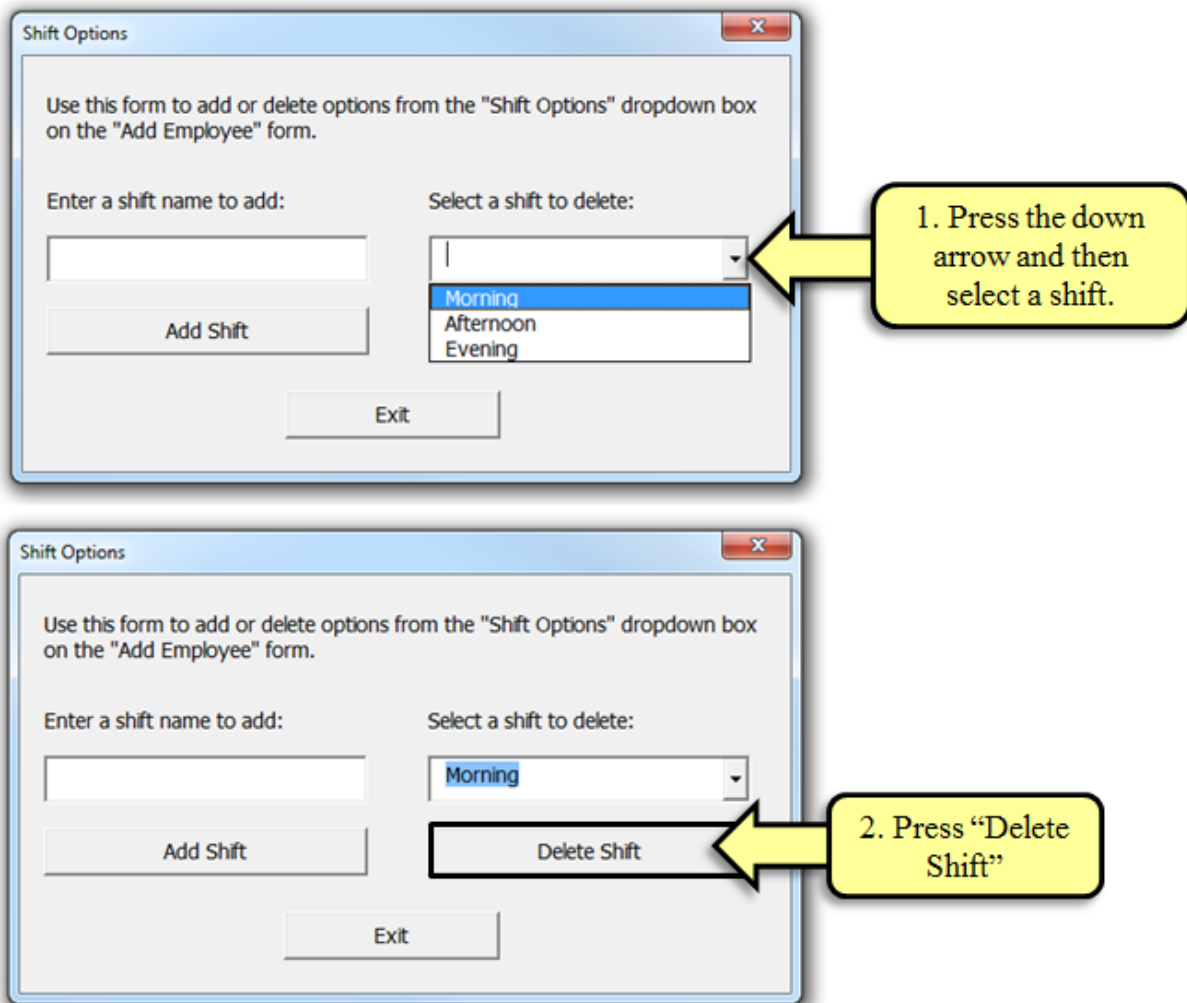 Shift Options
Use this form to add or delete options from the "Shift Options" dropdown box
on the "Add Employee" form.
Enter a shift name to add:
Select a shift to delete:
Add Shift
Morning
Afternoon
Evening
Exit
1. Press the down
arrow and then
select a shift.
Shift Options
Use this form to add or delete options from the "Shift Options" dropdown box
on the "Add Employee" form.
Enter a shift name to add:
Select a shift to delete:
Morning
Add Shift
Delete Shift
Exit
2. Press “Delete
Shift”